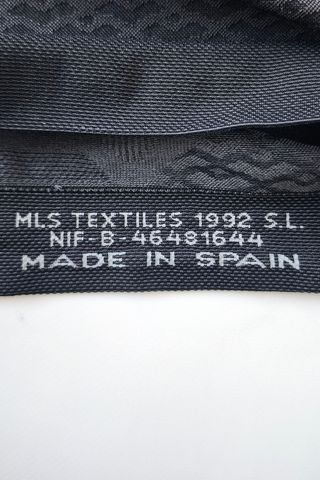 MLS TEXTILES 1992 S.L.
NIF-B-46481644
MADE IN SPAIN